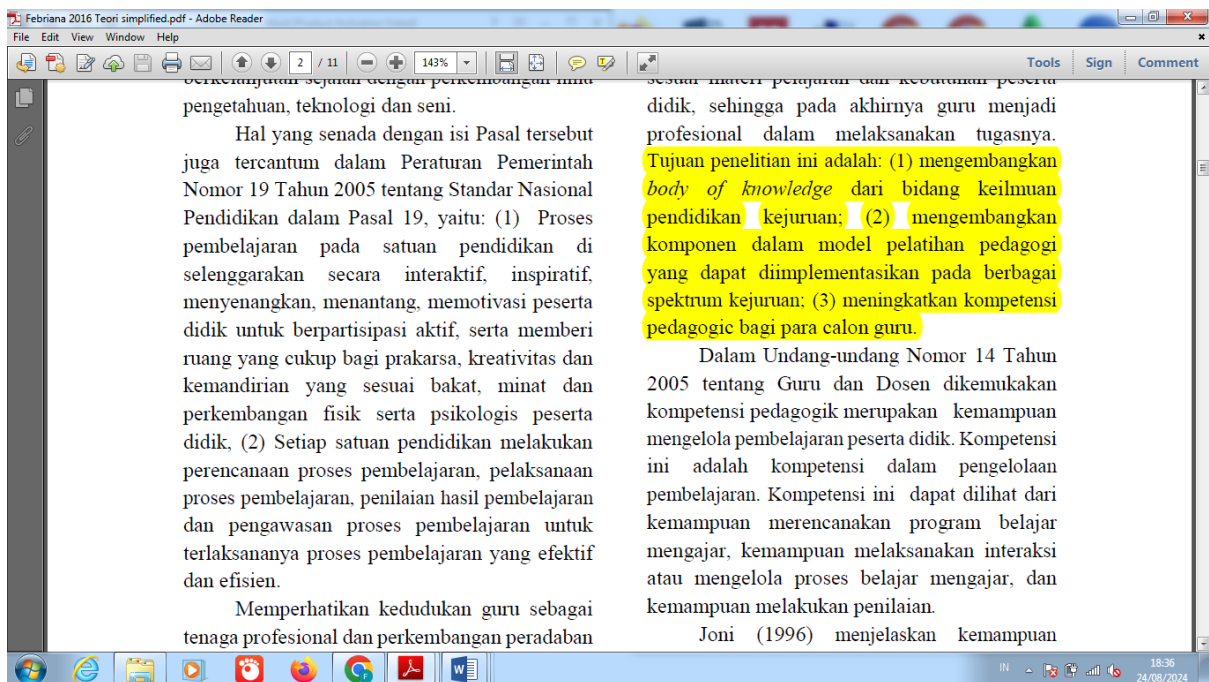 Febriana 2016 Teori simplified.pdf - Adobe Reader
File Edit View Window Help
2 / 11 143% Tools Sign Comment
berkelanjutan sejalan dengan perkembangan ilmu
pengetahuan, teknologi dan seni.
Hal yang senada dengan isi Pasal tersebut
juga tercantum dalam Peraturan Pemerintah
Nomor 19 Tahun 2005 tentang Standar Nasional
Pendidikan dalam Pasal 19, yaitu: (1) Proses
pembelajaran pada satuan pendidikan di
selenggarakan secara interaktif, inspiratif,
menyenangkan, menantang, memotivasi peserta
didik untuk berpartisipasi aktif, serta memberi
ruang yang cukup bagi prakarsa, kreativitas dan
kemandirian yang sesuai bakat, minat dan
perkembangan fisik serta psikologis peserta
didik, (2) Setiap satuan pendidikan melakukan
perencanaan proses pembelajaran, pelaksanaan
proses pembelajaran, penilaian hasil pembelajaran
dan pengawasan proses pembelajaran untuk
terlaksananya proses pembelajaran yang efektif
dan efisien.
Memperhatikan kedudukan guru sebagai
tenaga profesional dan perkembangan peradaban
sesuai materi pelajaran dan kebutuhan peserta
didik, sehingga pada akhirnya guru menjadi
profesional dalam melaksanakan tugasnya.
Tujuan penelitian ini adalah: (1) mengembangkan
body of knowledge dari bidang keilmuan
pendidikan kejuruan; (2) mengembangkan
komponen dalam model pelatihan pedagogi
yang dapat diimplementasikan pada berbagai
spektrum kejuruan; (3) meningkatkan kompetensi
pedagogic bagi para calon guru.
Dalam Undang-undang Nomor 14 Tahun
2005 tentang Guru dan Dosen dikemukakan
kompetensi pedagogik merupakan kemampuan
mengelola pembelajaran peserta didik. Kompetensi
ini adalah kompetensi dalam pengelolaan
pembelajaran. Kompetensi ini dapat dilihat dari
kemampuan merencanakan program belajar
mengajar, kemampuan melaksanakan interaksi
atau mengelola proses belajar mengajar, dan
kemampuan melakukan penilaian.
Joni (1996) menjelaskan kemampuan
IN 18:36
24/08/2024